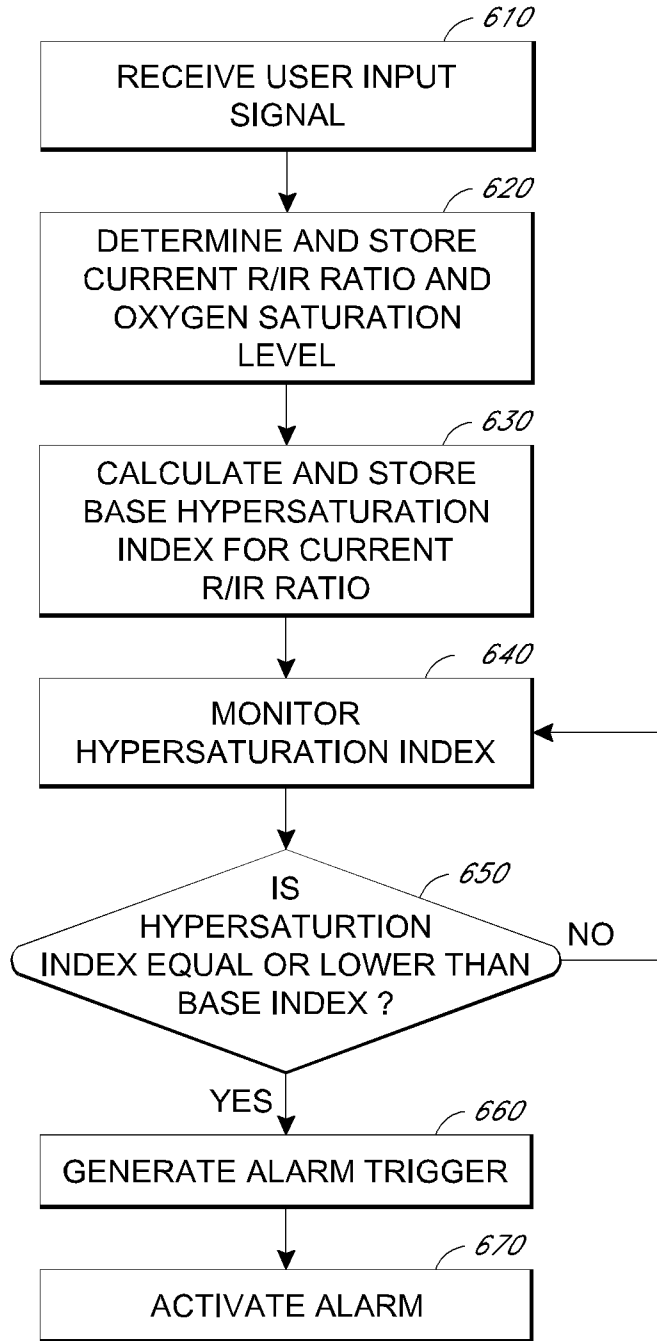 610
RECEIVE USER INPUT
SIGNAL
620
DETERMINE AND STORE
CURRENT R/IR RATIO AND
OXYGEN SATURATION
LEVEL
630
CALCULATE AND STORE
BASE HYPERSATURATION
INDEX FOR CURRENT
R/IR RATIO
640
MONITOR
HYPERSATURATION INDEX
650
IS
HYPERSATURTION
INDEX EQUAL OR LOWER THAN
BASE INDEX ?
NO
YES
660
GENERATE ALARM TRIGGER
670
ACTIVATE ALARM